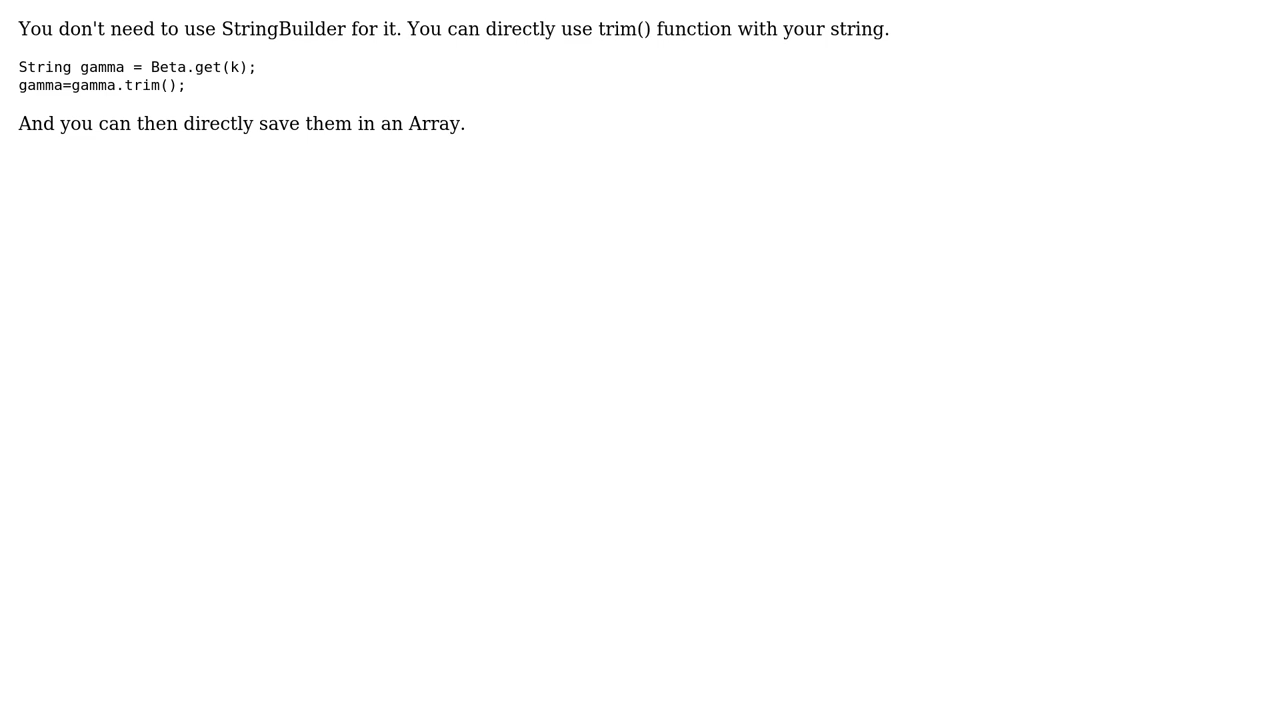 You don't need to use StringBuilder for it. You can directly use trim() function with your string.
String gamma = Beta.get(k);
gamma=gamma.trim();
And you can then directly save them in an Array.